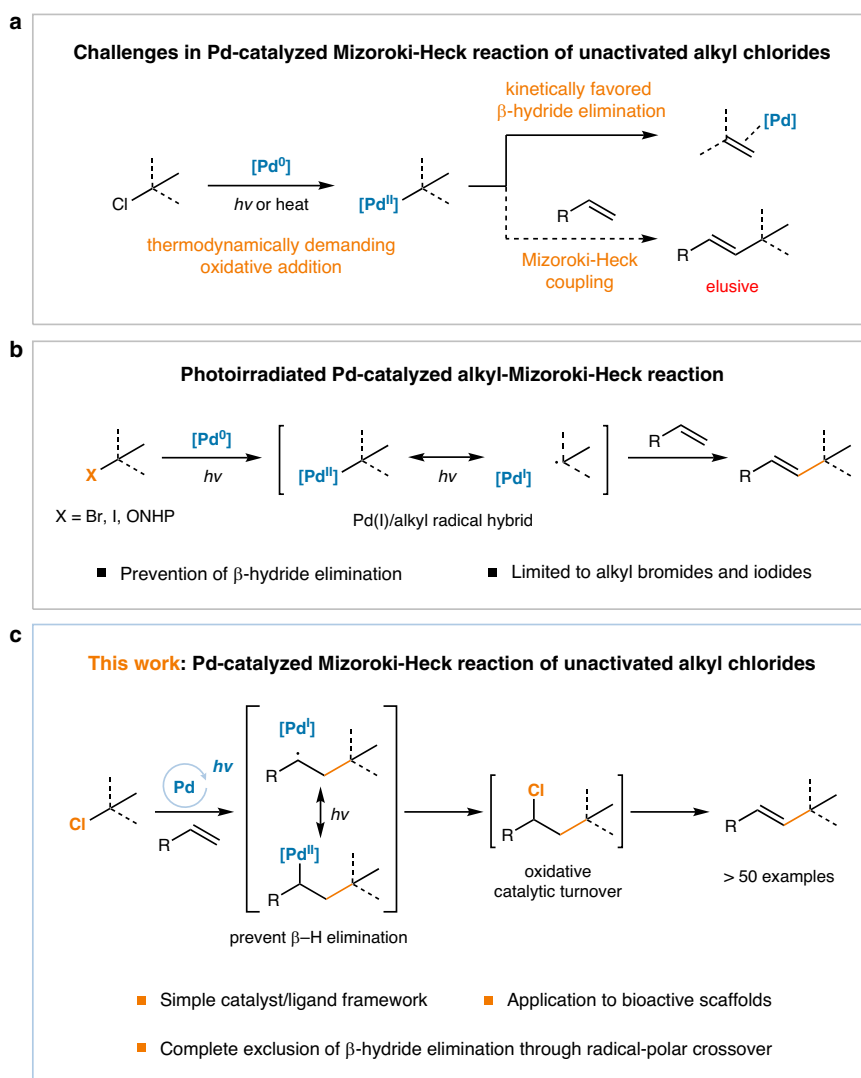 a
Challenges in Pd-catalyzed Mizoroki-Heck reaction of unactivated alkyl chlorides
kinetically favored
β-hydride elimination
[Pd]
[Pd⁰]
Cl
hν or heat
[Pdᴵᴵ]
R
thermodynamically demanding
oxidative addition
Mizoroki-Heck
coupling
R
elusive
b
Photoirradiated Pd-catalyzed alkyl-Mizoroki-Heck reaction
[Pd⁰]
R
X
hν
[Pdᴵᴵ]
hν
[Pdᴵ]
R
X = Br, I, ONHP
Pd(I)/alkyl radical hybrid
■ Prevention of β-hydride elimination
■ Limited to alkyl bromides and iodides
c
This work: Pd-catalyzed Mizoroki-Heck reaction of unactivated alkyl chlorides
[Pdᴵ]
hν
Pd
R
Cl
Cl
hν
R
[Pdᴵᴵ]
R
R
R
oxidative
catalytic turnover
> 50 examples
prevent β–H elimination
■ Simple catalyst/ligand framework
■ Application to bioactive scaffolds
■ Complete exclusion of β-hydride elimination through radical-polar crossover